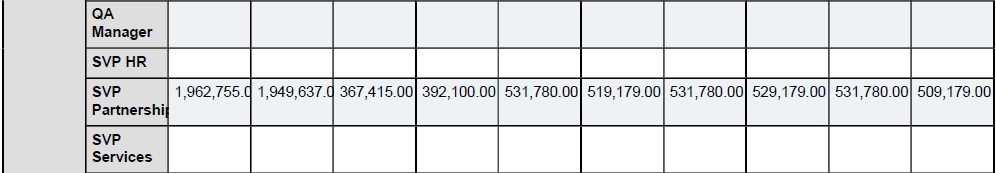 QA
Manager
SVP HR
SVP
Partnership
1,962,755.0 1,949,637.0 367,415.00 392,100.00 531,780.00 519,179.00 531,780.00 529,179.00 531,780.00 509,179.00
SVP
Services